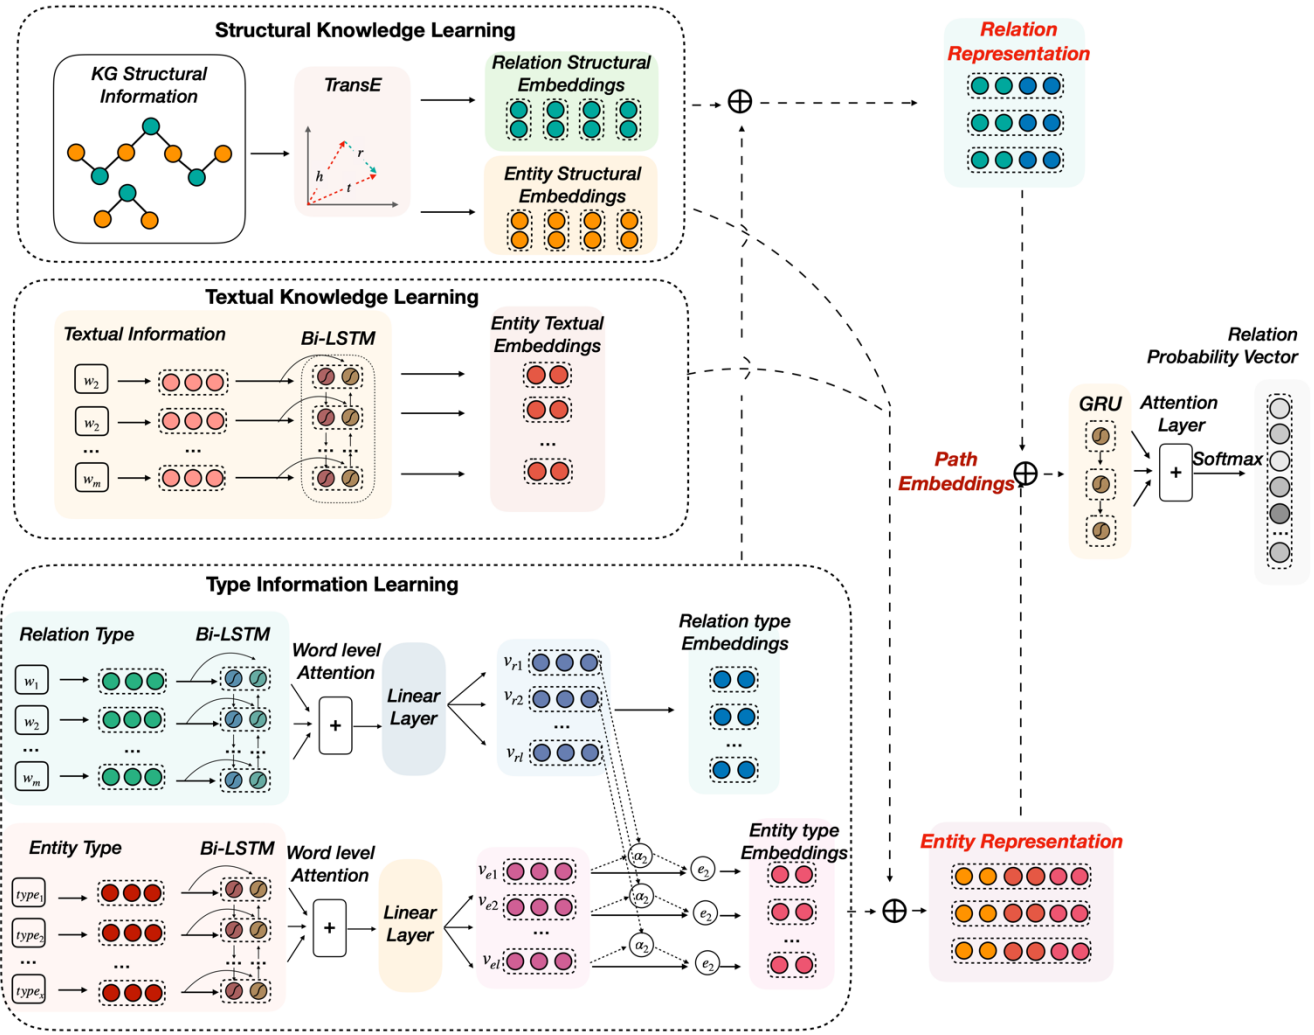 Structural Knowledge Learning
KG Structural
Information
TransE
h
r
t
Relation Structural
Embeddings
Entity Structural
Embeddings
Relation
Representation
Textual Knowledge Learning
Textual Information
Bi-LSTM
w2
w2
...
...
... ...
wm
Entity Textual
Embeddings
...
Relation
Probability Vector
GRU
Attention
Layer
+
Softmax
...
Path
Embeddings
Type Information Learning
Relation Type
Bi-LSTM
w1
w2
...
...
... ...
wm
Word level
Attention
+
Linear
Layer
vr1
vr2
...
vrl
Relation type
Embeddings
...
Entity Type
Bi-LSTM
type1
type2
...
...
... ...
types
Word level
Attention
+
Linear
Layer
ve1
ve2
...
vel
α2
α2
α2
e2
e2
e2
Entity type
Embeddings
...
Entity Representation